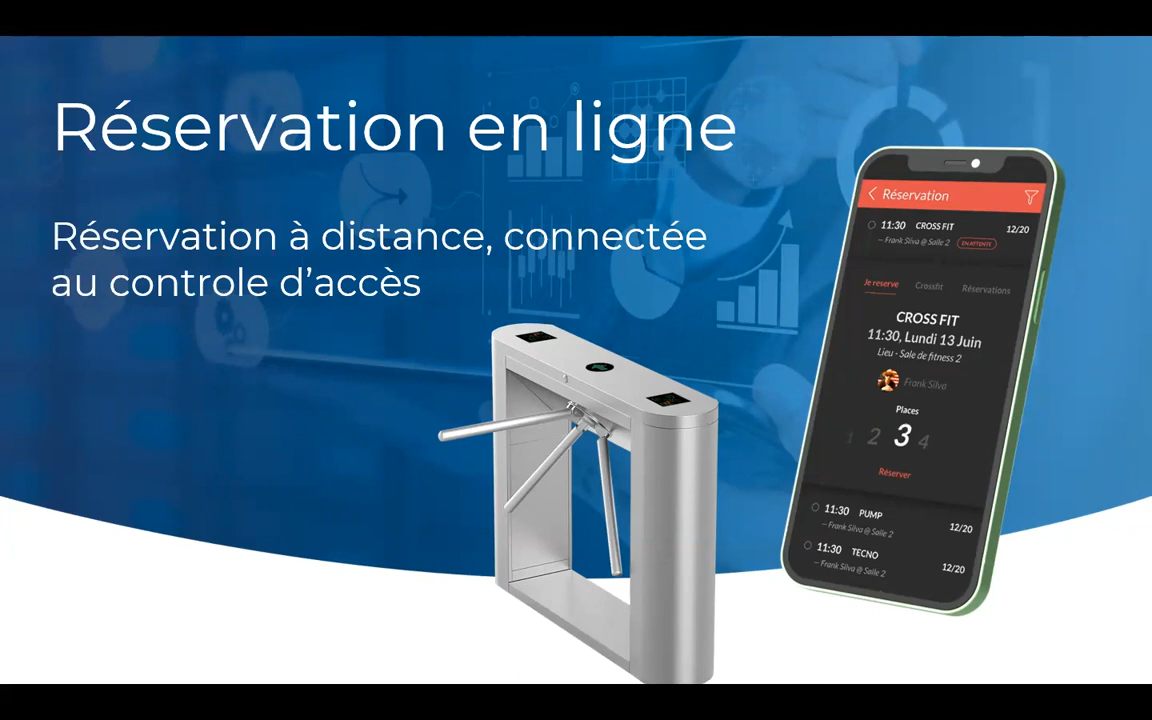 Réservation en ligne
Réservation à distance, connectée
au controle d’accès
Réservation
11:30 CROSS FIT 12/20
– Frank Silva @ Salle 2 EN ATTENTE
Je reserve Crossfit Réservations
CROSS FIT
11:30, Lundi 13 Juin
Lieu · Sale de fitness 2
Frank Silva
Places
1 2 3 4
Réserver
11:30 PUMP 12/20
– Frank Silva @ Salle 2
11:30 TECNO 12/20
– Frank Silva @ Salle 2